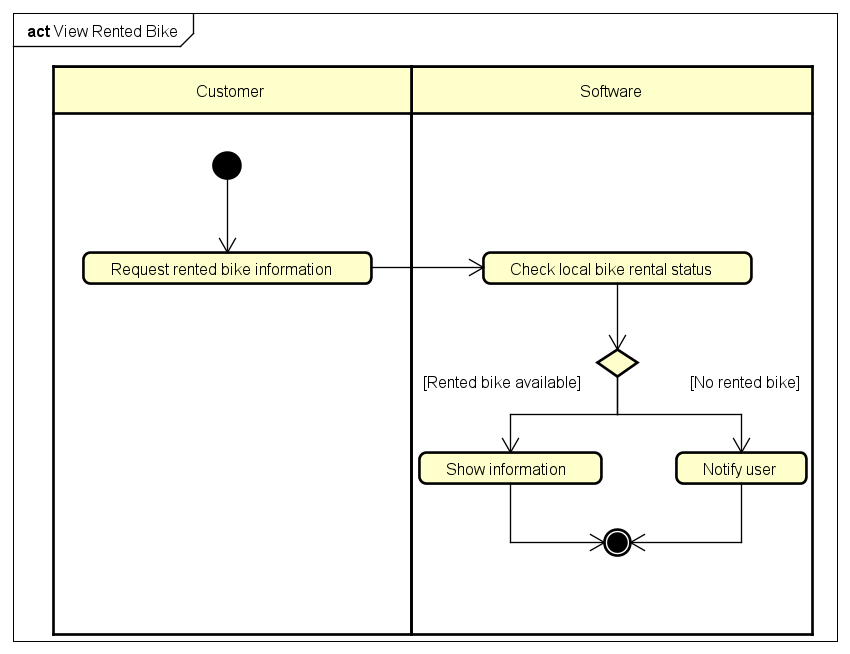 act View Rented Bike
Customer
Software
Request rented bike information
Check local bike rental status
[Rented bike available]
[No rented bike]
Show information
Notify user